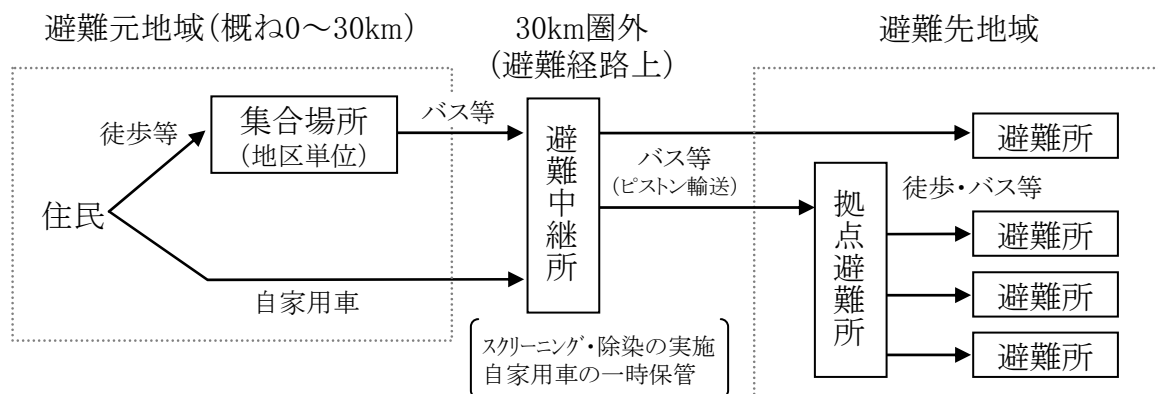 避難元地域(概ね0～30km)
30km圏外
(避難経路上)
避難先地域
徒歩等
集合場所
(地区単位)
バス等
住民
自家用車
避難中継所
スクリーニング・除染の実施
自家用車の一時保管
バス等
(ピストン輸送)
拠点避難所
徒歩・バス等
避難所
避難所
避難所
避難所